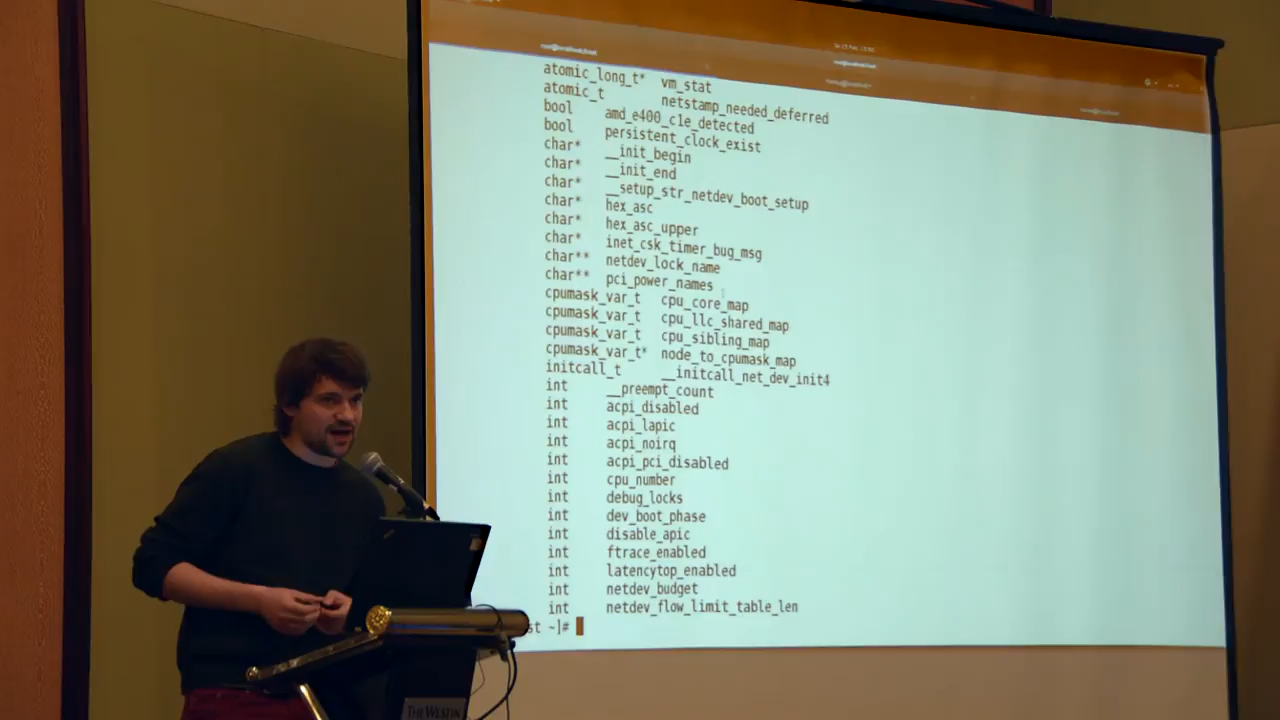 atomic_long_t* vm_stat
atomic_t netstamp_needed_deferred
bool amd_e400_c1e_detected
bool persistent_clock_exist
char* __init_begin
char* __init_end
char* __setup_str_netdev_boot_setup
char* hex_asc
char* hex_asc_upper
char* inet_csk_timer_bug_msg
char** netdev_lock_name
char** pci_power_names
cpumask_var_t cpu_core_map
cpumask_var_t cpu_llc_shared_map
cpumask_var_t cpu_sibling_map
cpumask_var_t* node_to_cpumask_map
initcall_t __initcall_net_dev_init4
int __preempt_count
int acpi_disabled
int acpi_lapic
int acpi_noirq
int acpi_pci_disabled
int cpu_number
int debug_locks
int dev_boot_phase
int disable_apic
int ftrace_enabled
int latencytop_enabled
int netdev_budget
int netdev_flow_limit_table_len
st ~]#
THE WESTIN